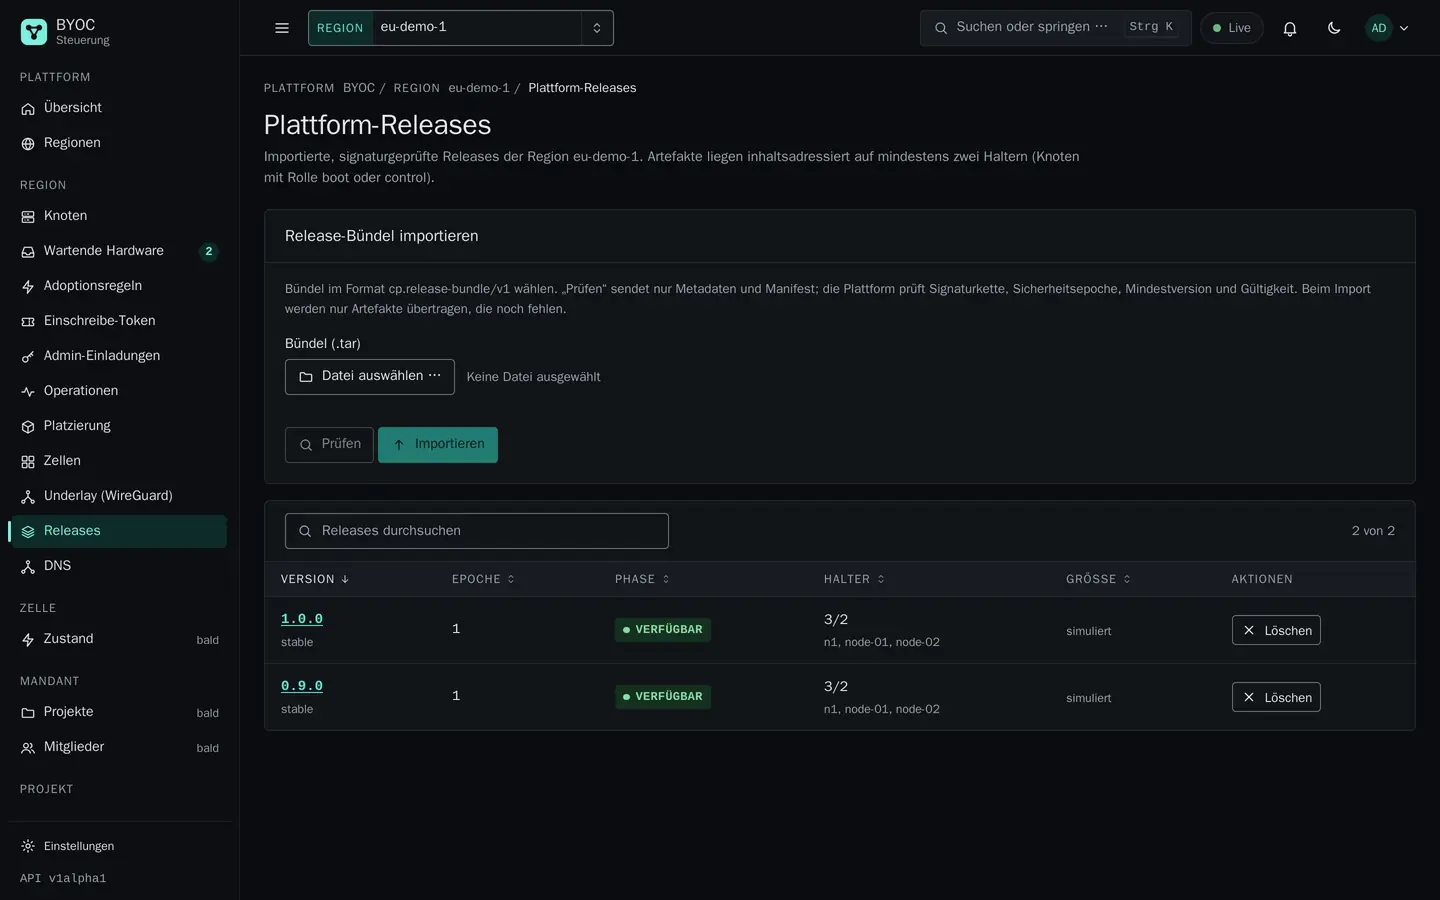 BYOC
Steuerung
PLATTFORM
Übersicht
Regionen
REGION
Knoten
Wartende Hardware 2
Adoptionsregeln
Einschreibe-Token
Admin-Einladungen
Operationen
Platzierung
Zellen
Underlay (WireGuard)
Releases
DNS
ZELLE
Zustand bald
MANDANT
Projekte bald
Mitglieder bald
PROJEKT
Einstellungen
API v1alpha1
REGION eu-demo-1
Suchen oder springen ··· Strg K
Live
AD
PLATTFORM BYOC / REGION eu-demo-1 / Plattform-Releases
Plattform-Releases
Importierte, signaturgeprüfte Releases der Region eu-demo-1. Artefakte liegen inhaltsadressiert auf mindestens zwei Haltern (Knoten
mit Rolle boot oder control).
Release-Bündel importieren
Bündel im Format cp.release-bundle/v1 wählen. „Prüfen“ sendet nur Metadaten und Manifest; die Plattform prüft Signaturkette, Sicherheitsepoche, Mindestversion und Gültigkeit. Beim Import
werden nur Artefakte übertragen, die noch fehlen.
Bündel (.tar)
Datei auswählen ··· Keine Datei ausgewählt
Prüfen Importieren
Releases durchsuchen 2 von 2
VERSION EPOCHE PHASE HALTER GRÖSSE AKTIONEN
1.0.0 1 VERFÜGBAR 3/2 simuliert Löschen
stable n1, node-01, node-02
0.9.0 1 VERFÜGBAR 3/2 simuliert Löschen
stable n1, node-01, node-02